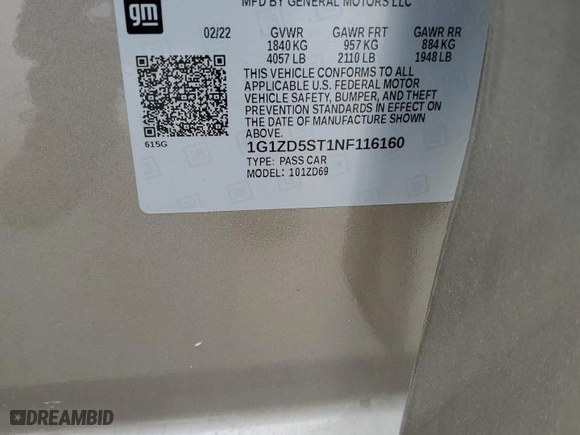 MFD BY GENERAL MOTORS LLC
gm
02/22 GVWR GAWR FRT GAWR RR
1840 KG 957 KG 884 KG
4057 LB 2110 LB 1948 LB
THIS VEHICLE CONFORMS TO ALL
APPLICABLE U.S. FEDERAL MOTOR
VEHICLE SAFETY, BUMPER, AND THEFT
PREVENTION STANDARDS IN EFFECT ON
THE DATE OF MANUFACTURE SHOWN
ABOVE.
615G
1G1ZD5ST1NF116160
TYPE: PASS CAR
MODEL: 101ZD69
DREAMBID